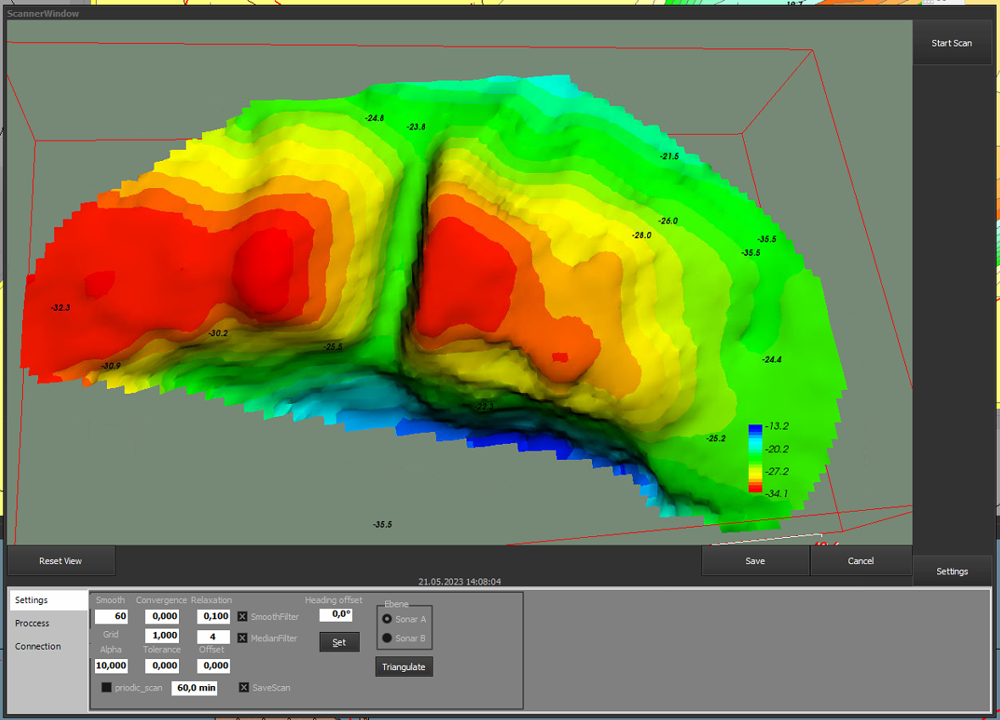 ScannerWindow
Start Scan
-24.8
-23.8
-21.5
-26.0
-28.0
-35.5
-35.5
-32.3
-30.2
-25.5
-24.4
-30.9
-22.3
-25.2
-13.2
-20.2
-27.2
-34.1
-35.5
Reset View
Save
Cancel
Settings
21.05.2023 14:08:04
Settings
Proccess
Connection
Smooth Convergence Relaxation
60 0,000 0,100 X SmoothFilter
Grid 1,000 4 X MedianFilter
Alpha Tolerance Offset
10,000 0,000 0,000
priodic_scan 60,0 min X SaveScan
Heading offset
0,0°
Set
Ebene
Sonar A
Sonar B
Triangulate